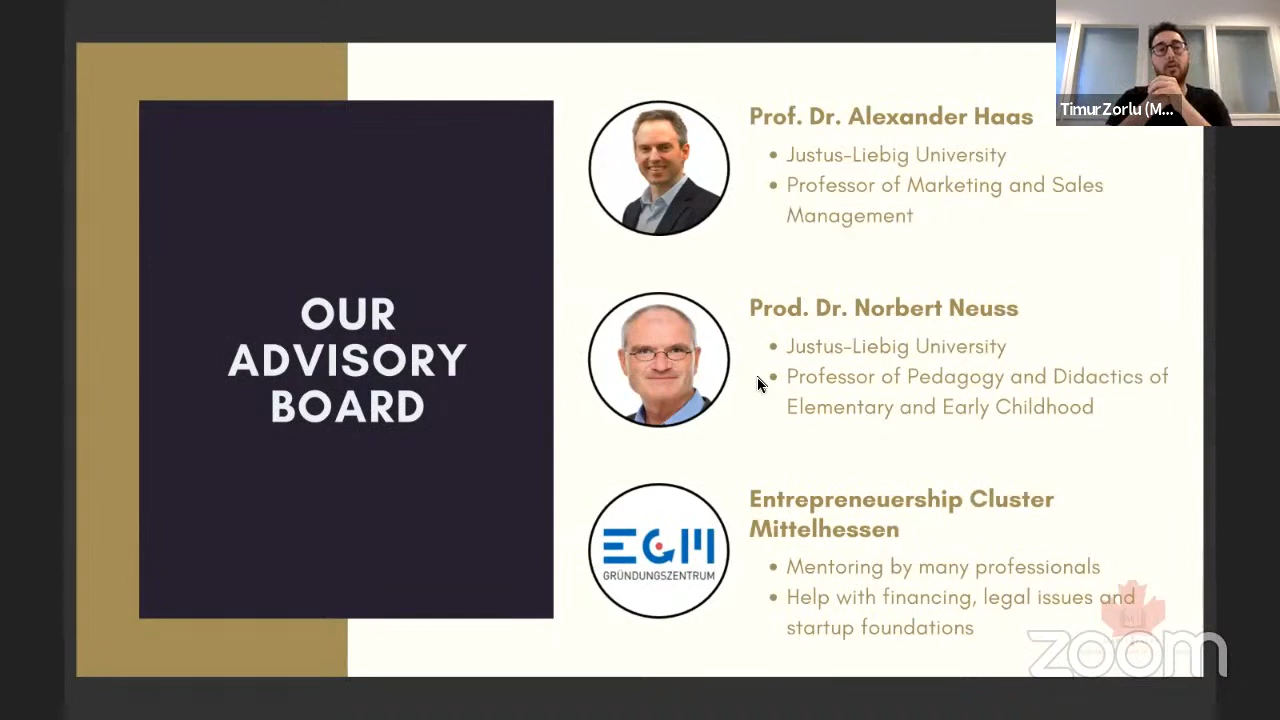 Timur Zorlu (M...
OUR
ADVISORY
BOARD
Prof. Dr. Alexander Haas
• Justus-Liebig University
• Professor of Marketing and Sales
Management
Prod. Dr. Norbert Neuss
• Justus-Liebig University
• Professor of Pedagogy and Didactics of
Elementary and Early Childhood
EGM
GRÜNDUNGSZENTRUM
Entrepreneuership Cluster
Mittelhessen
• Mentoring by many professionals
• Help with financing, legal issues and
startup foundations
zoom